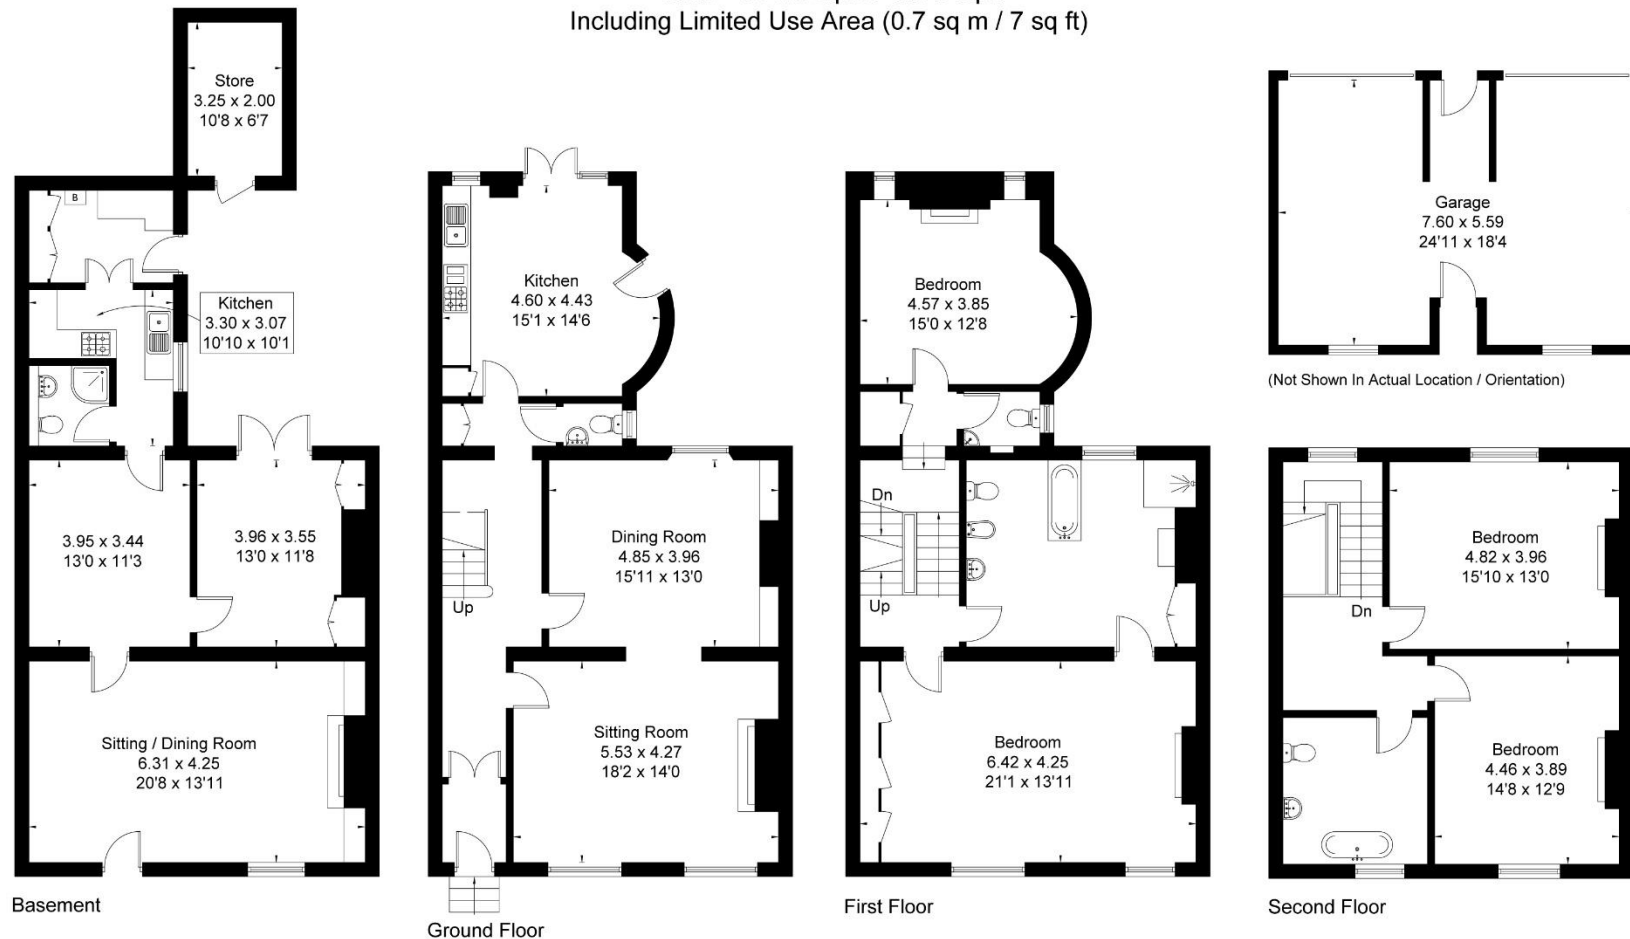 Including Limited Use Area (0.7 sq m / 7 sq ft)
Store
3.25 x 2.00
10'8 x 6'7
B
Kitchen
3.30 x 3.07
10'10 x 10'1
3.95 x 3.44
13'0 x 11'3
3.96 x 3.55
13'0 x 11'8
Sitting / Dining Room
6.31 x 4.25
20'8 x 13'11
Basement
Kitchen
4.60 x 4.43
15'1 x 14'6
Up
Dining Room
4.85 x 3.96
15'11 x 13'0
Sitting Room
5.53 x 4.27
18'2 x 14'0
Ground Floor
Bedroom
4.57 x 3.85
15'0 x 12'8
Dn
Up
Bedroom
6.42 x 4.25
21'1 x 13'11
First Floor
Garage
7.60 x 5.59
24'11 x 18'4
(Not Shown In Actual Location / Orientation)
Bedroom
4.82 x 3.96
15'10 x 13'0
Dn
Bedroom
4.46 x 3.89
14'8 x 12'9
Second Floor